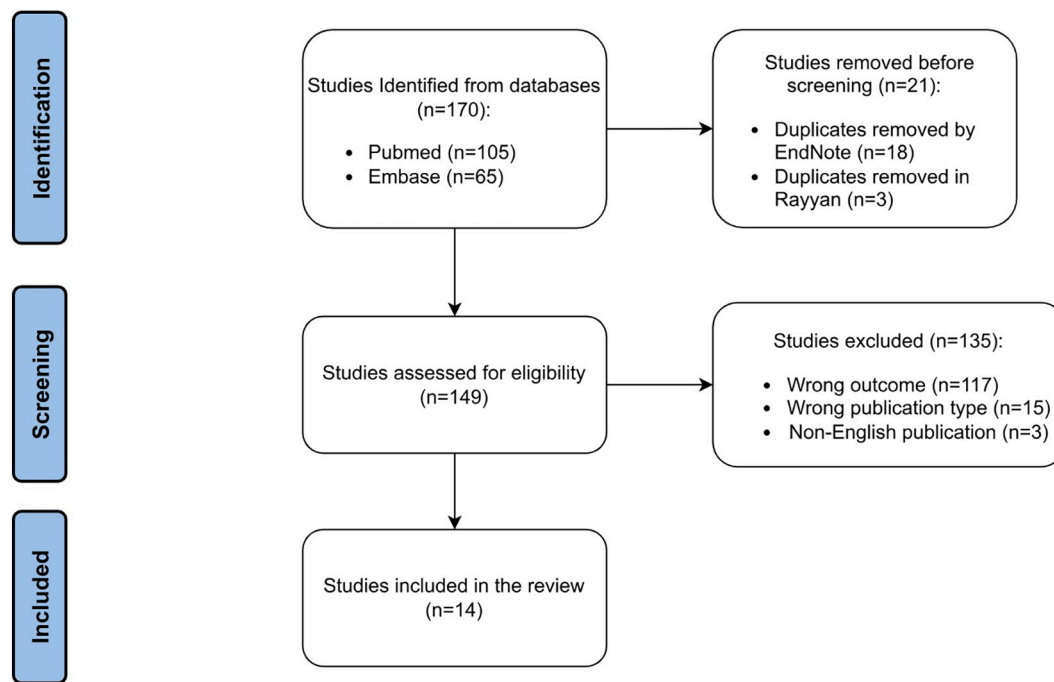 Identification
Studies Identified from databases
(n=170):
• Pubmed (n=105)
• Embase (n=65)
Studies removed before
screening (n=21):
• Duplicates removed by
EndNote (n=18)
• Duplicates removed in
Rayyan (n=3)
Screening
Studies assessed for eligibility
(n=149)
Studies excluded (n=135):
• Wrong outcome (n=117)
• Wrong publication type (n=15)
• Non-English publication (n=3)
Included
Studies included in the review
(n=14)